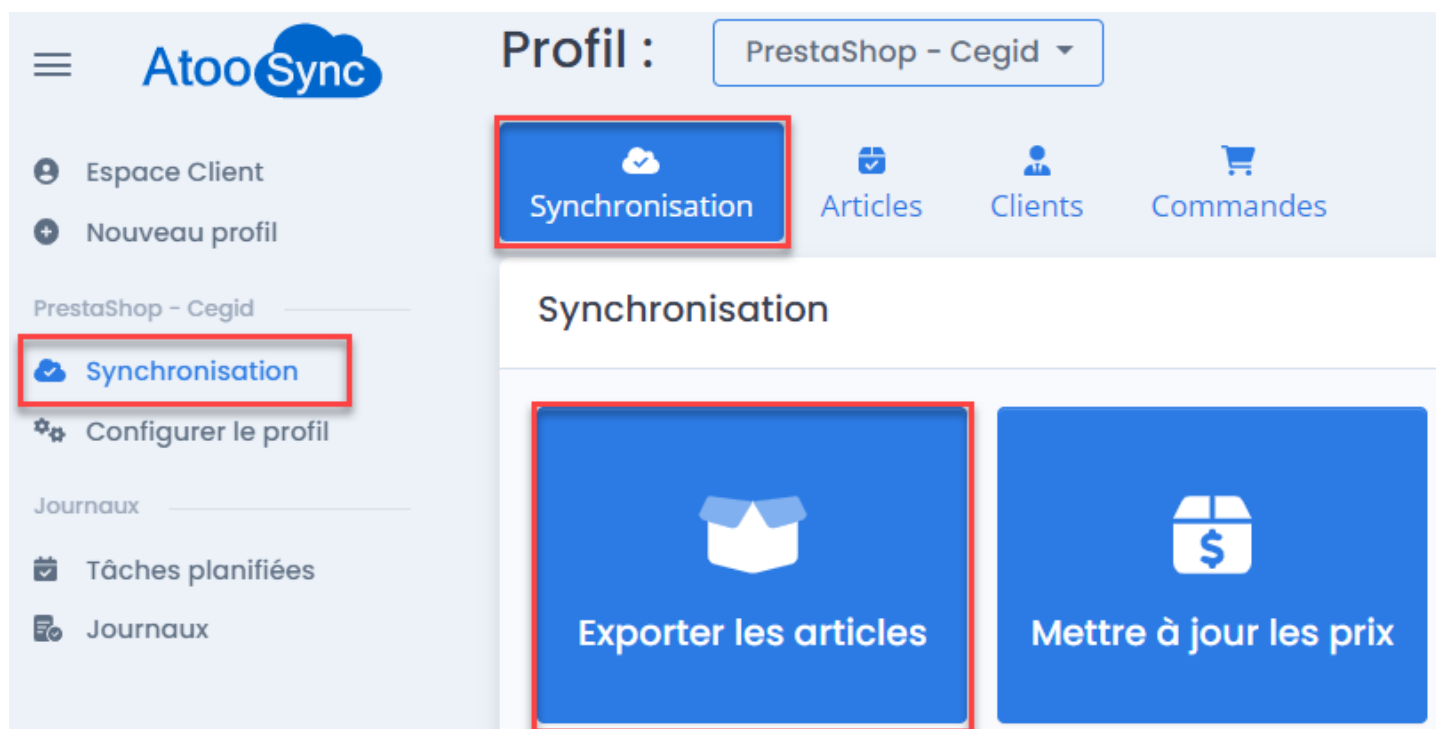 AtooSync
Espace Client
Nouveau profil
PrestaShop - Cegid
Synchronisation
Configurer le profil
Journaux
Tâches planifiées
Journaux
Profil :
PrestaShop - Cegid
Synchronisation
Articles
Clients
Commandes
Synchronisation
Exporter les articles
Mettre à jour les prix